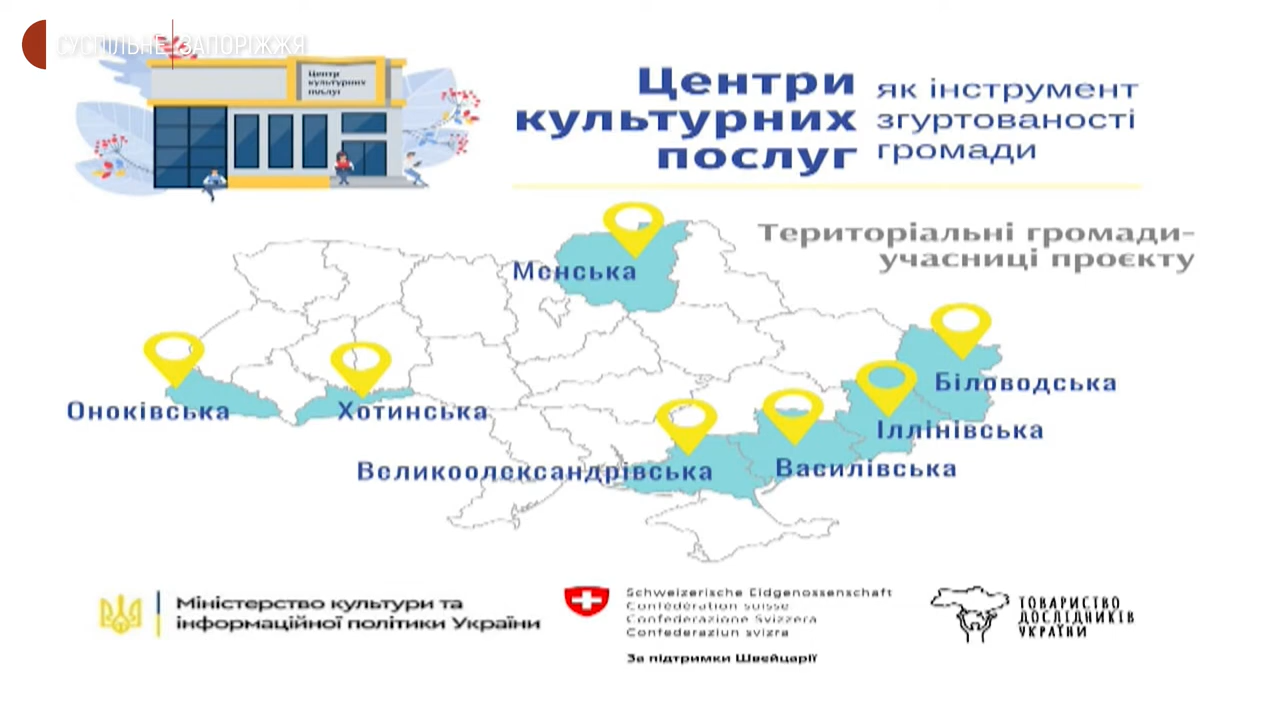 СУСПІЛЬНЕ ЗАПОРІЖЖЯ
Центри
культурних
послуг
Центри
культурних
послуг
як інструмент
згуртованості
громади
Територіальні громади-
учасниці проєкту
Менська
Біловодська
Оноківська
Хотинська
Іллінівська
Великоолександрівська
Василівська
Міністерство культури та
інформаційної політики України
Schweizerische Eidgenossenschaft
Confédération suisse
Confederazione Svizzera
Confederaziun svizra
За підтримки Швейцарії
ТОВАРИСТВО
ДОСЛІДНИКІВ
УКРАЇНИ